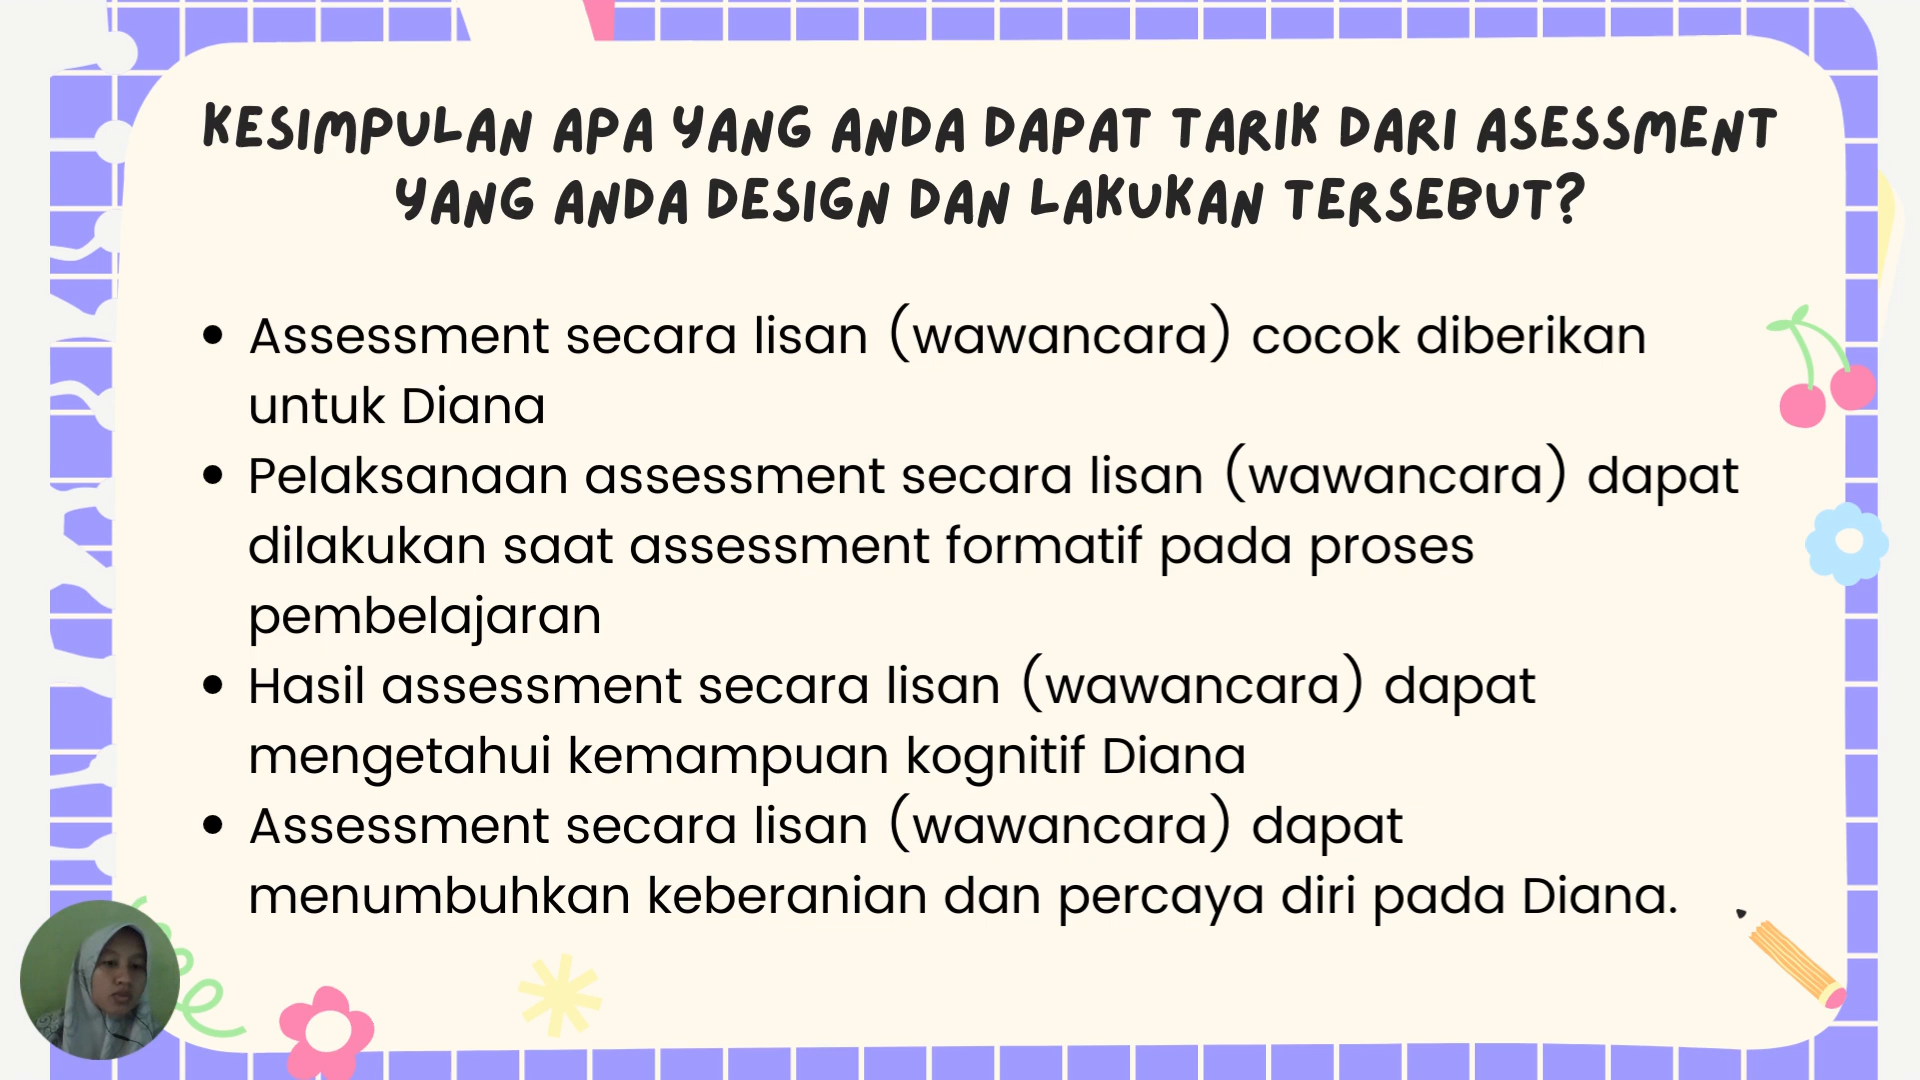 KESIMPULAN APA YANG ANDA DAPAT TARIK DARI ASESSMENT
YANG ANDA DESIGN DAN LAKUKAN TERSEBUT?
• Assessment secara lisan (wawancara) cocok diberikan
untuk Diana
• Pelaksanaan assessment secara lisan (wawancara) dapat
dilakukan saat assessment formatif pada proses
pembelajaran
• Hasil assessment secara lisan (wawancara) dapat
mengetahui kemampuan kognitif Diana
• Assessment secara lisan (wawancara) dapat
menumbuhkan keberanian dan percaya diri pada Diana.